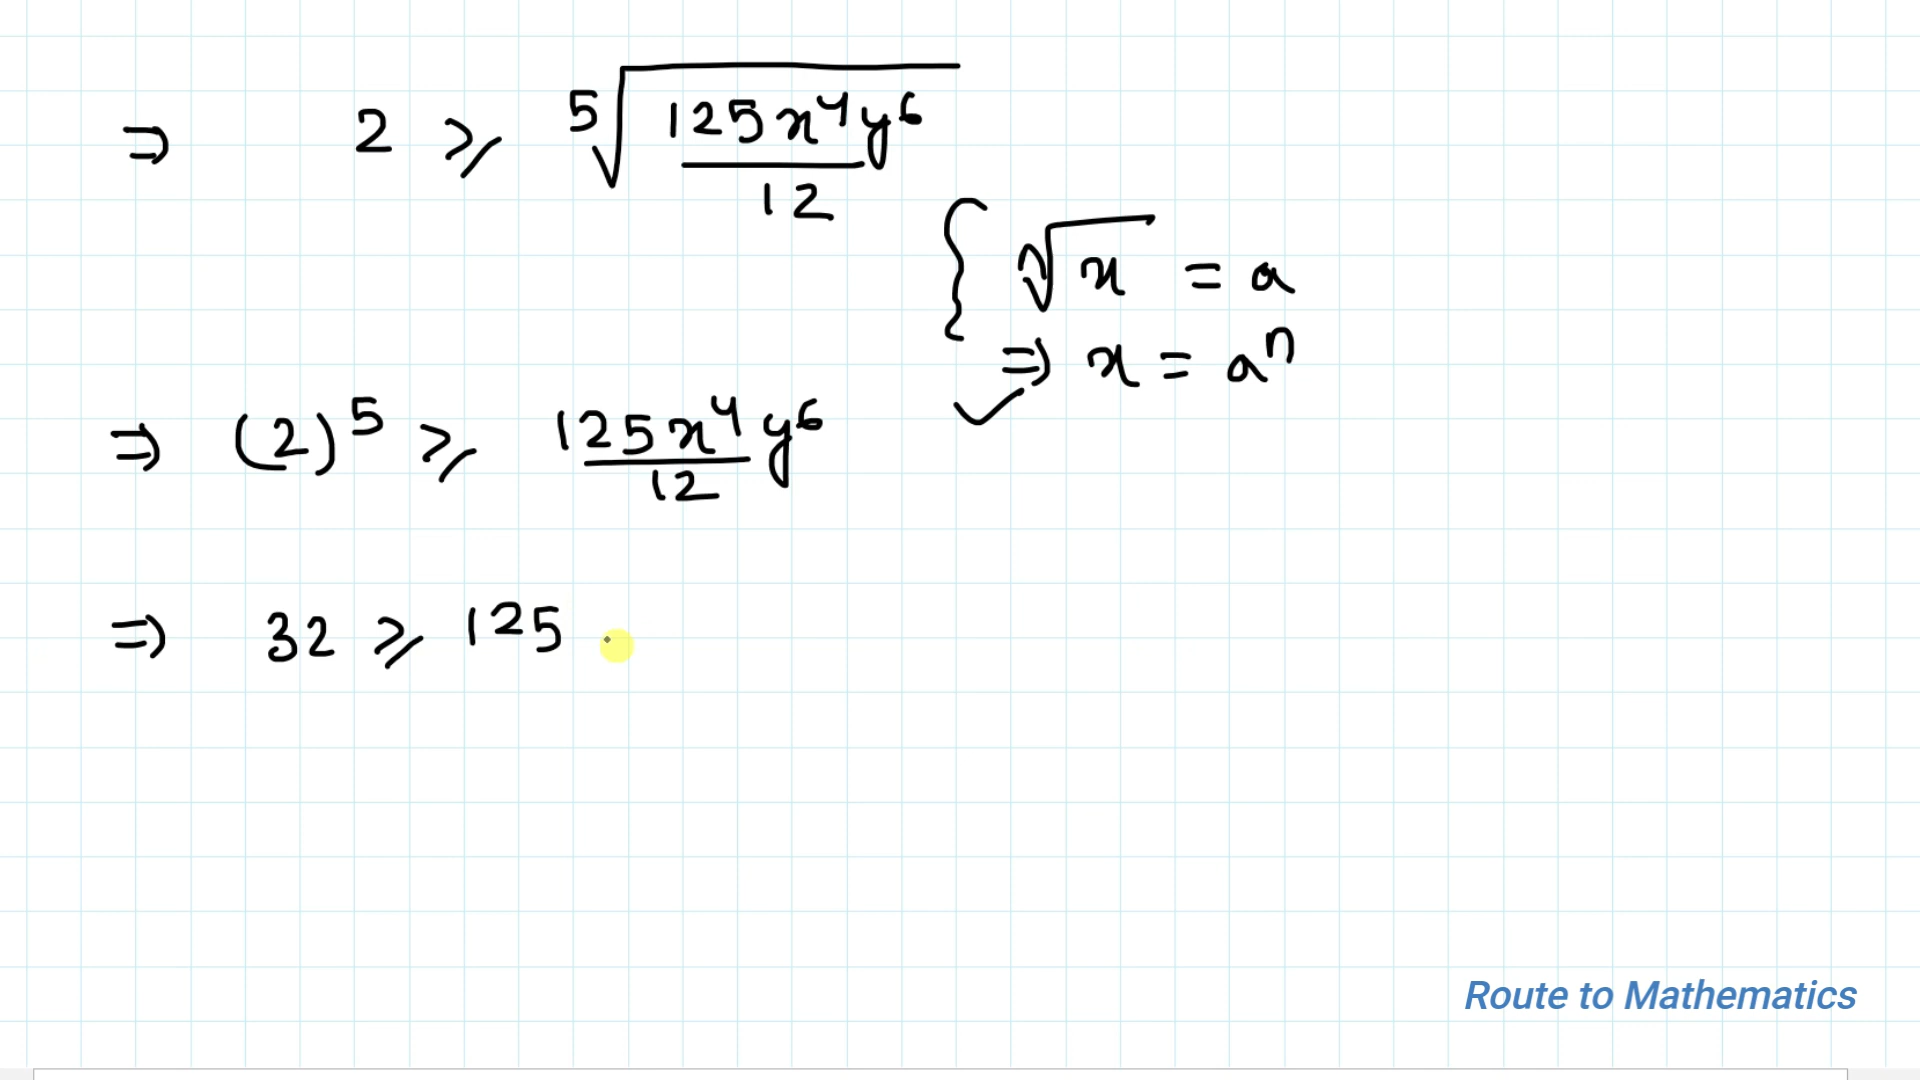 ⇒ 2 ⩾ ⁵√(125x⁴y⁶/12)
{ ⁿ√x = a
⇒ x = aⁿ
⇒ (2)⁵ ⩾ 125x⁴y⁶/12
⇒ 32 ⩾ 125
Route to Mathematics